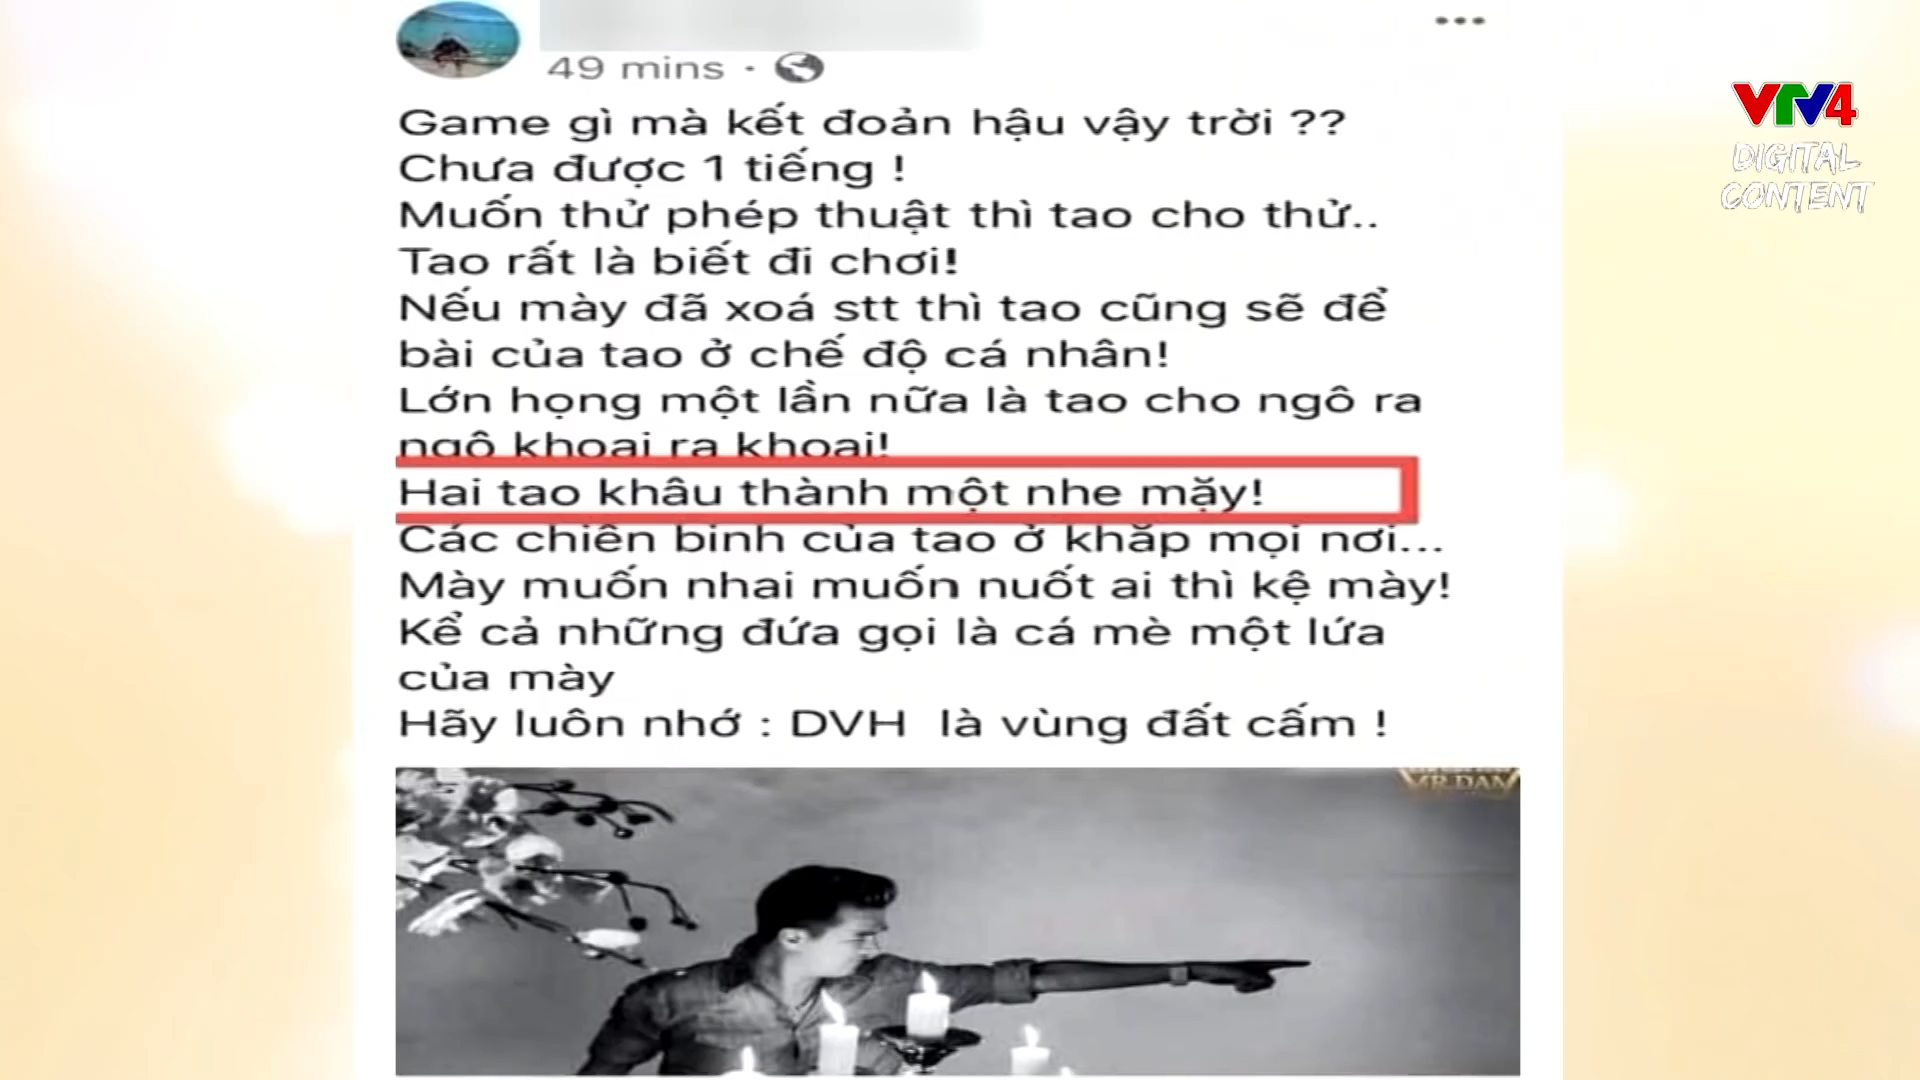 49 mins ·
VTV4
DIGITAL
CONTENT
Game gì mà kết đoản hậu vậy trời ??
Chưa được 1 tiếng !
Muốn thử phép thuật thì tao cho thử..
Tao rất là biết đi chơi!
Nếu mày đã xoá stt thì tao cũng sẽ để
bài của tao ở chế độ cá nhân!
Lớn họng một lần nữa là tao cho ngô ra
ngô khoai ra khoai!
Hai tao khâu thành một nhe mặy!
Các chiên binh của tao ở khắp mọi nơi...
Mày muốn nhai muốn nuốt ai thì kệ mày!
Kể cả những đứa gọi là cá mè một lứa
của mày
Hãy luôn nhớ : DVH là vùng đất cấm !
MR.DAM